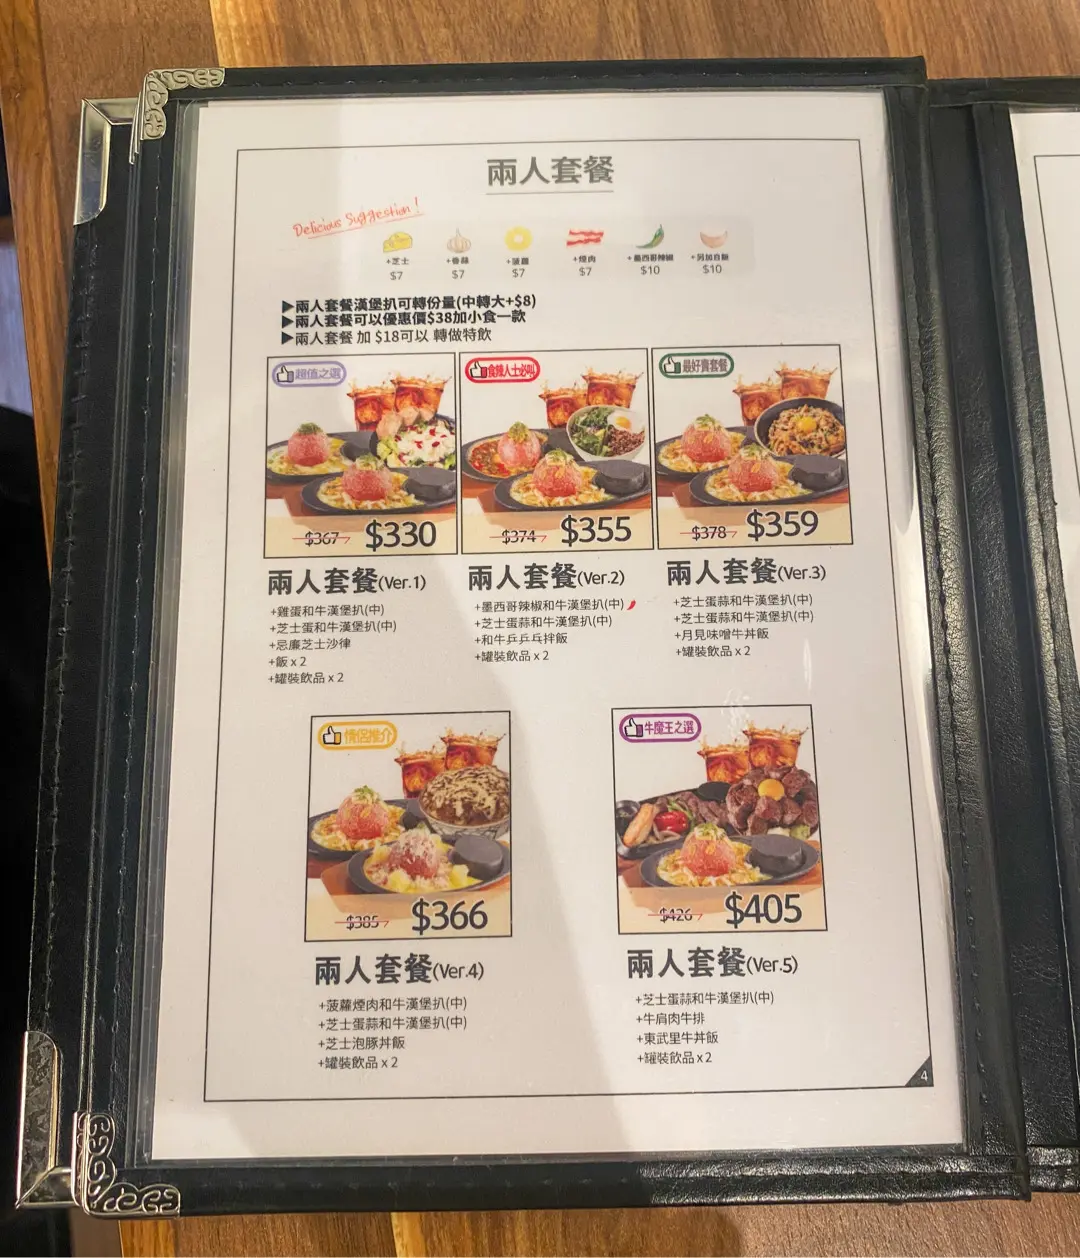 兩人套餐
Delicious Suggestion!
+芝士 +香蒜 +菠蘿 +煙肉 +墨西哥辣椒
$7 $7 $7 $7 $10 $10
▶兩人套餐漢堡扒可轉份量(中轉大+$8)
▶兩人套餐可以優惠價$38加小食一款
▶兩人套餐 加 $18可以 轉做特飲
超值之選
$367 $330
兩人套餐(Ver.1)
+雞蛋和牛漢堡扒(中)
+芝士蛋和牛漢堡扒(中)
+忌廉芝士沙律
+飯 x 2
+罐裝飲品 x 2
食辣人士必叫
$374 $355
兩人套餐(Ver.2)
+墨西哥辣椒和牛漢堡扒(中)
+芝士蛋蒜和牛漢堡扒(中)
+和牛乒乒乓拌飯
+罐裝飲品 x 2
最好賣套餐
$378 $359
兩人套餐(Ver.3)
+芝士蛋蒜和牛漢堡扒(中)
+芝士蛋蒜和牛漢堡扒(中)
+月見味噌牛丼飯
+罐裝飲品 x 2
情侶推介
$385 $366
兩人套餐(Ver.4)
+菠蘿煙肉和牛漢堡扒(中)
+芝士蛋蒜和牛漢堡扒(中)
+芝士泡豚丼飯
+罐裝飲品 x 2
牛魔王之選
$426 $405
兩人套餐(Ver.5)
+芝士蛋蒜和牛漢堡扒(中)
+牛肩肉牛排
+東武里牛丼飯
+罐裝飲品 x 2
4